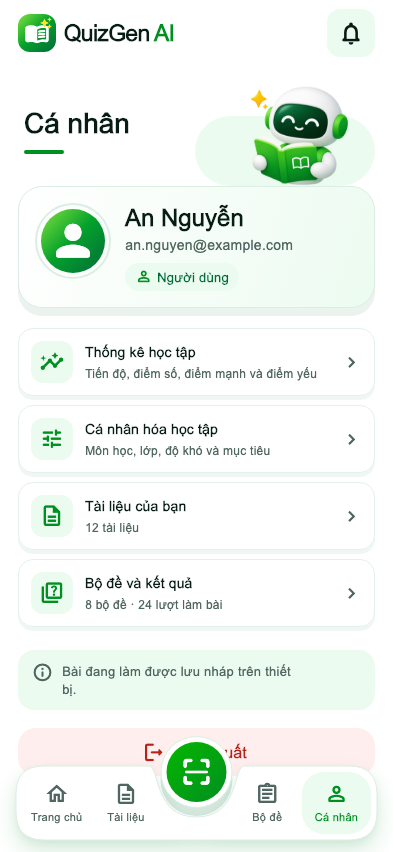 QuizGen AI
Cá nhân
An Nguyễn
an.nguyen@example.com
Người dùng
Thống kê học tập
Tiến độ, điểm số, điểm mạnh và điểm yếu
Cá nhân hóa học tập
Môn học, lớp, độ khó và mục tiêu
Tài liệu của bạn
12 tài liệu
Bộ đề và kết quả
8 bộ đề · 24 lượt làm bài
Bài đang làm được lưu nháp trên thiết
bị.
Trang chủ
Tài liệu
Bộ đề
Cá nhân